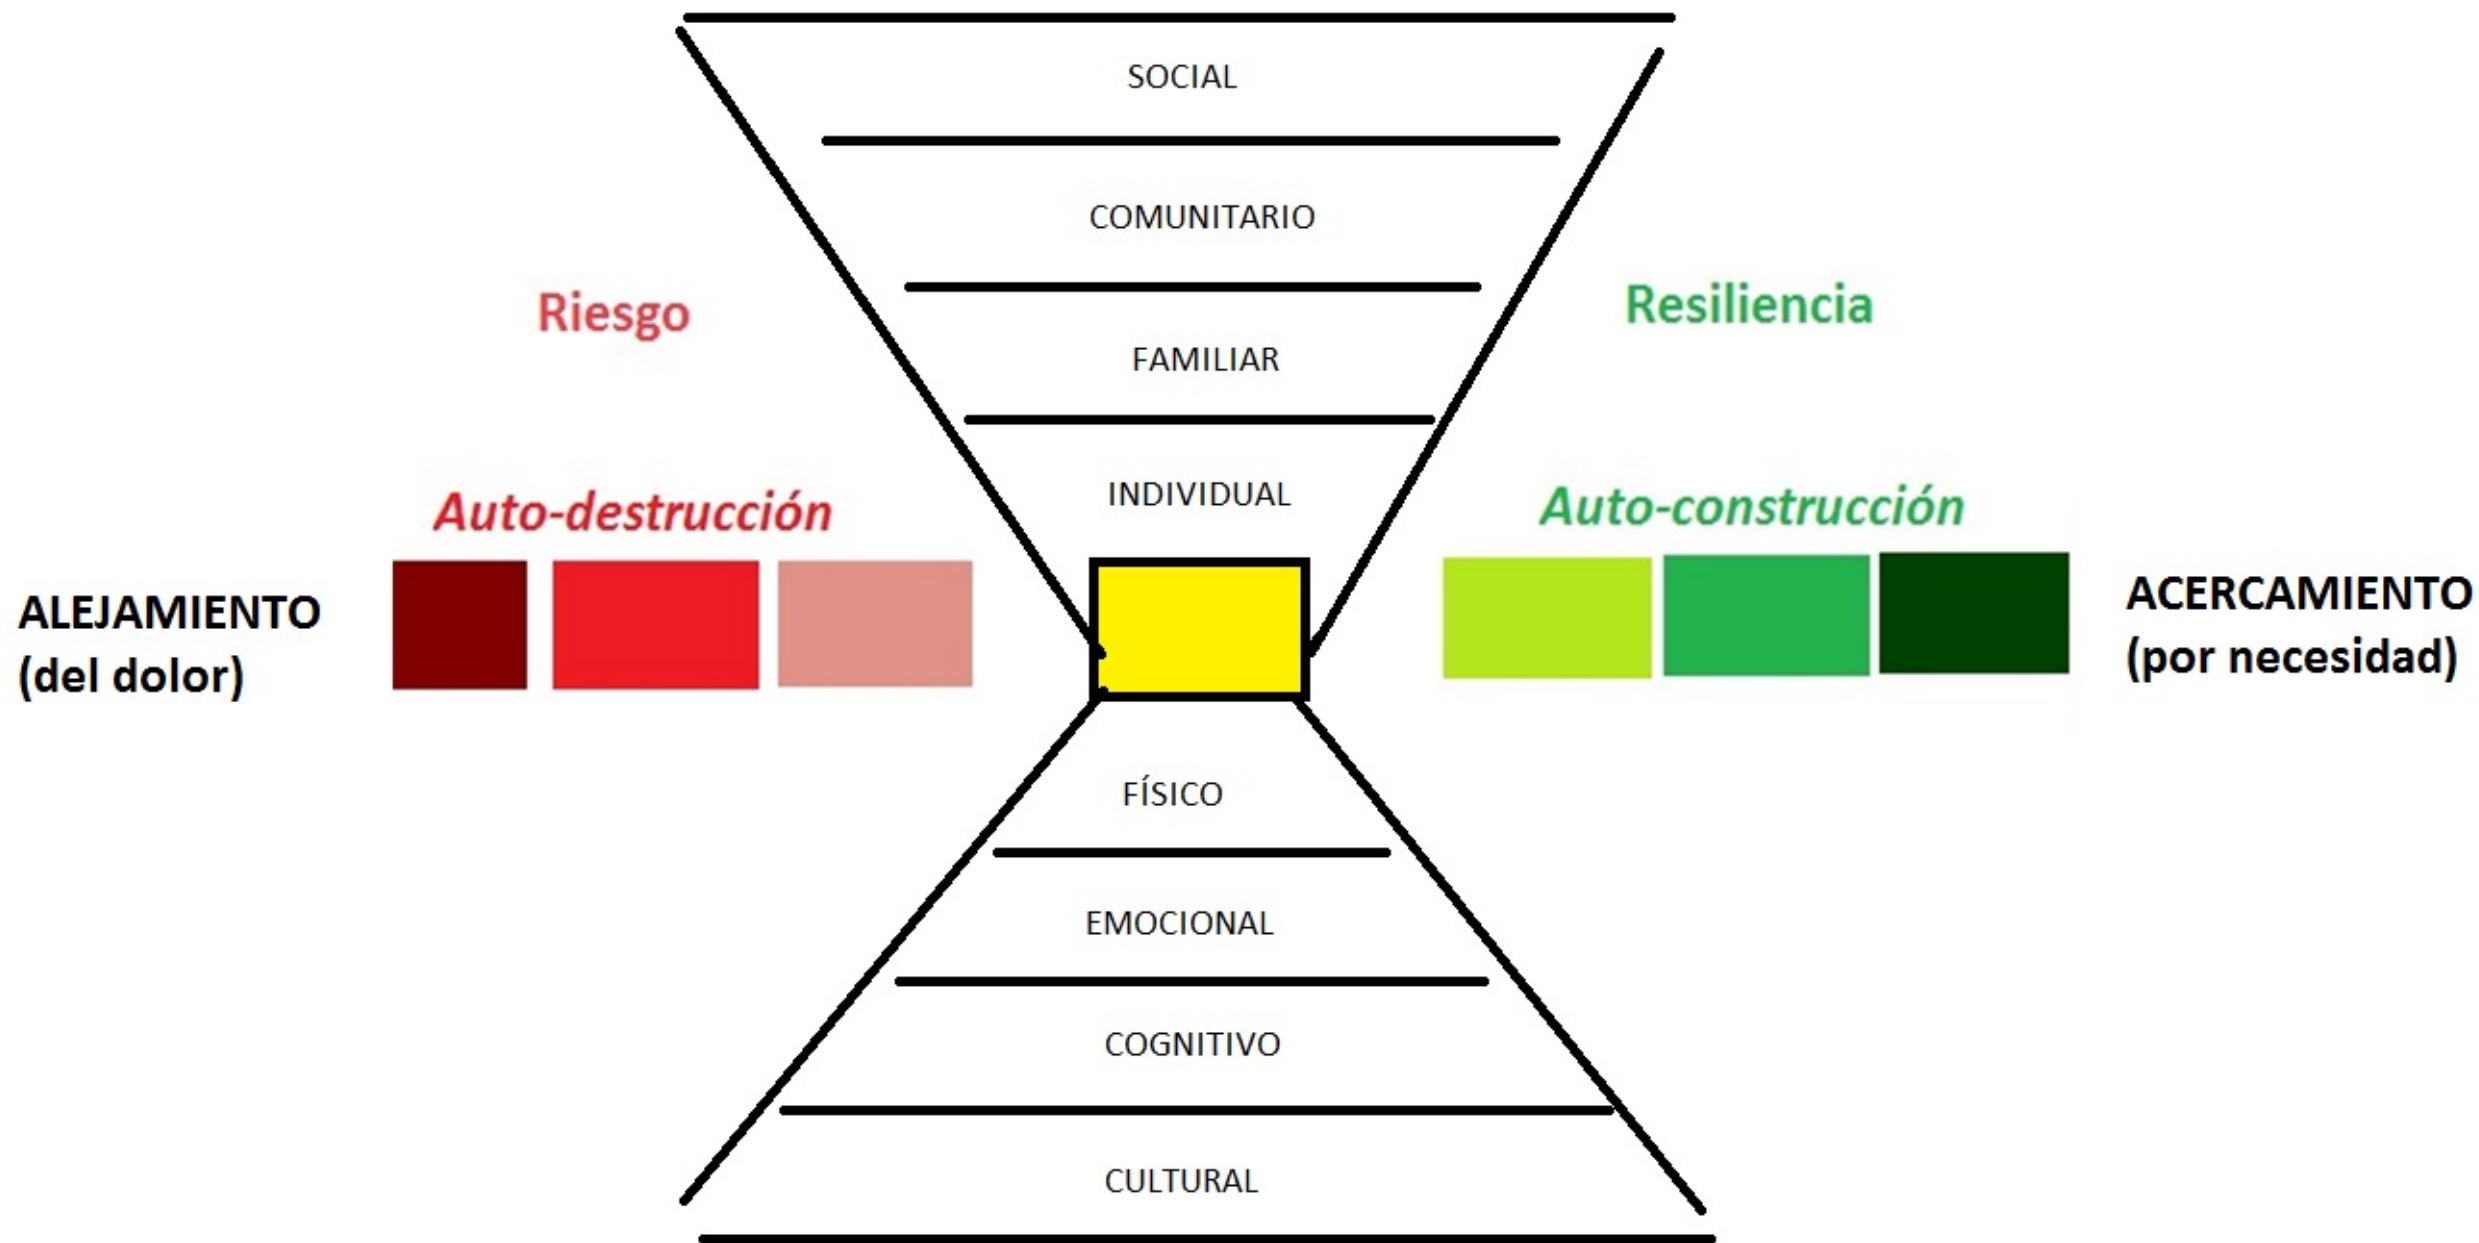 SOCIAL
COMUNITARIO
Riesgo
Resiliencia
FAMILIAR
INDIVIDUAL
Auto-destrucción
Auto-construcción
ALEJAMIENTO
(del dolor)
ACERCAMIENTO
(por necesidad)
FÍSICO
EMOCIONAL
COGNITIVO
CULTURAL